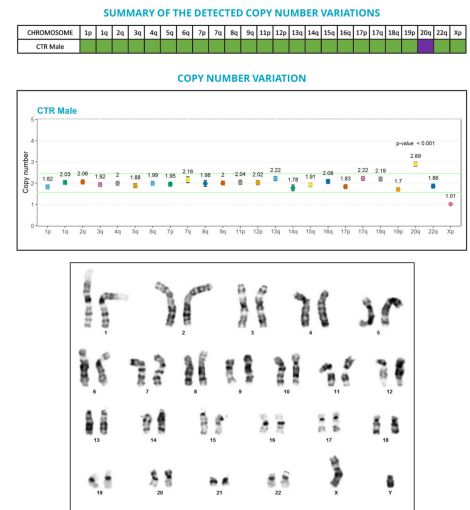 SUMMARY OF THE DETECTED COPY NUMBER VARIATIONS
CHROMOSOME 1p 1q 2q 3q 4q 5q 6q 7q 8q 9q 11q 12p 13q 14q 15q 16q 17p 17q 18q 19p 20q 22q Xp
CTR Male
COPY NUMBER VARIATION
CTR Male
5
4
3
2
1
0
Copy number
p-value < 0.001
1.82 2.03 2.06 1.92 2 1.88 1.99 1.95 2.16 1.98 2 2.04 2.02 2.22 1.78 1.91 2.08 1.83 2.22 2.19 1.7 2.89 1.86 1.01
1p 1q 2q 3q 4q 5q 6q 7p 7q 8q 9q 11q 12p 13q 14q 15q 16q 17p 17q 18q 19p 20q 22q Xp
1 2 3 4 5
6 7 8 9 10 11 12
13 14 15 16 17 18
19 20 21 22 X Y